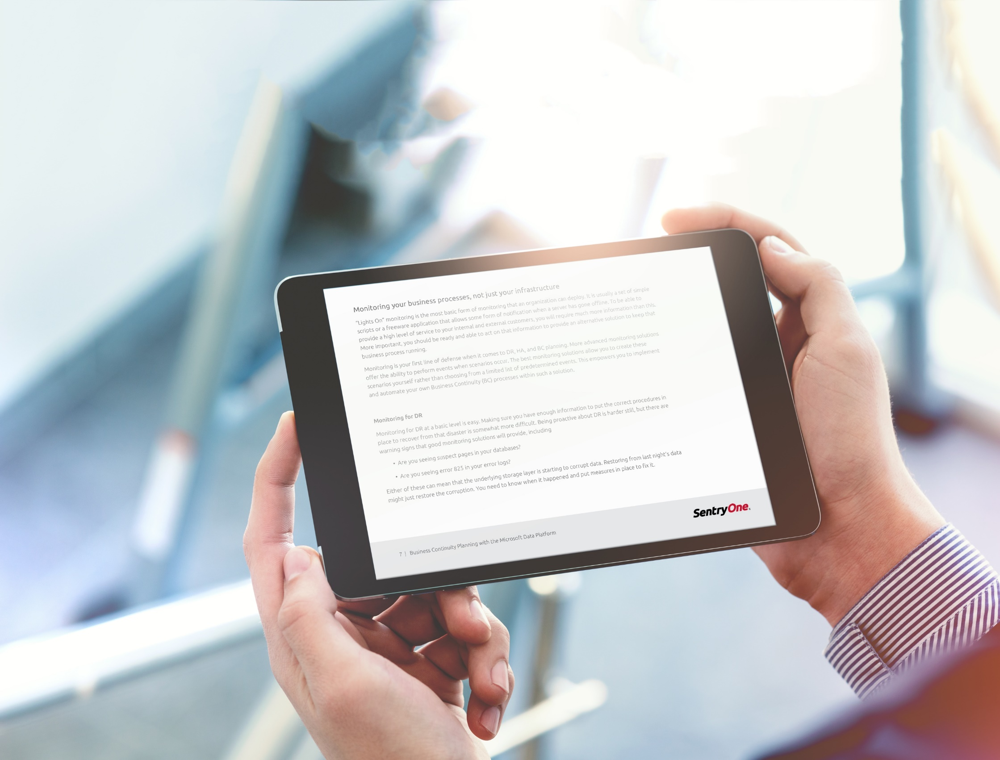 Monitoring your business processes, not just your infrastructure
“Lights On” monitoring is the most basic form of monitoring that an organization can deploy. It is usually a set of simple
scripts or a freeware application that allows some form of notification when a server has gone offline. To be able to
provide a high level of service to your internal and external customers, you will require much more information than this.
More important, you should be ready and able to act on that information to provide an alternative solution to keep that
business process running.
Monitoring is your first line of defense when it comes to DR, HA, and BC planning. More advanced monitoring solutions
offer the ability to perform events when scenarios occur. The best monitoring solutions allow you to create these
scenarios yourself rather than choosing from a limited list of predetermined events. This empowers you to implement
and automate your own Business Continuity (BC) processes within such a solution.
Monitoring for DR
Monitoring for DR at a basic level is easy. Making sure you have enough information to put the correct procedures in
place to recover from that disaster is somewhat more difficult. Being proactive about DR is harder still, but there are
warning signs that good monitoring solutions will provide, including
• Are you seeing suspect pages in your databases?
• Are you seeing error 825 in your error logs?
Either of these can mean that the underlying storage layer is starting to corrupt data. Restoring from last night's data
might just restore the corruption. You need to know when it happened and put measures in place to fix it.
SentryOne
7 | Business Continuity Planning with the Microsoft Data Platform